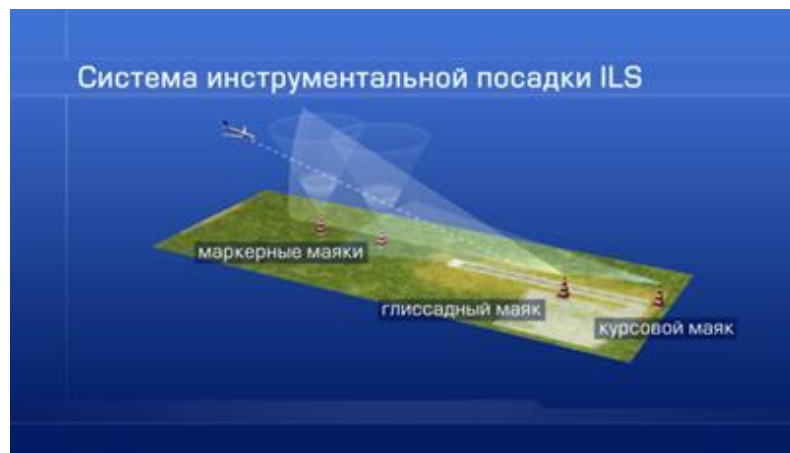 Система инструментальной посадки ILS
маркерные маяки
глиссадный маяк
курсовой маяк